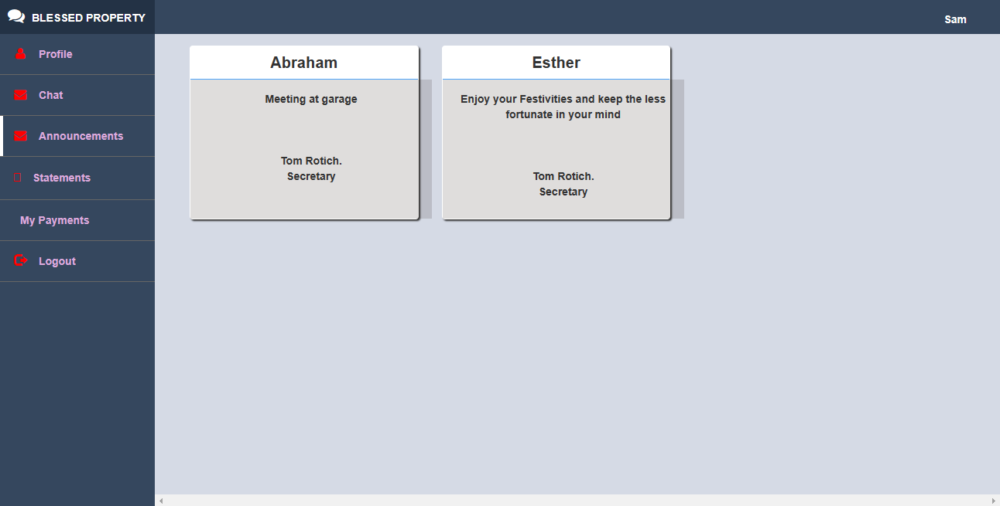 BLESSED PROPERTY
Sam
Profile
Chat
Announcements
Statements
My Payments
Logout
Abraham
Meeting at garage
Tom Rotich.
Secretary
Esther
Enjoy your Festivities and keep the less
fortunate in your mind
Tom Rotich.
Secretary